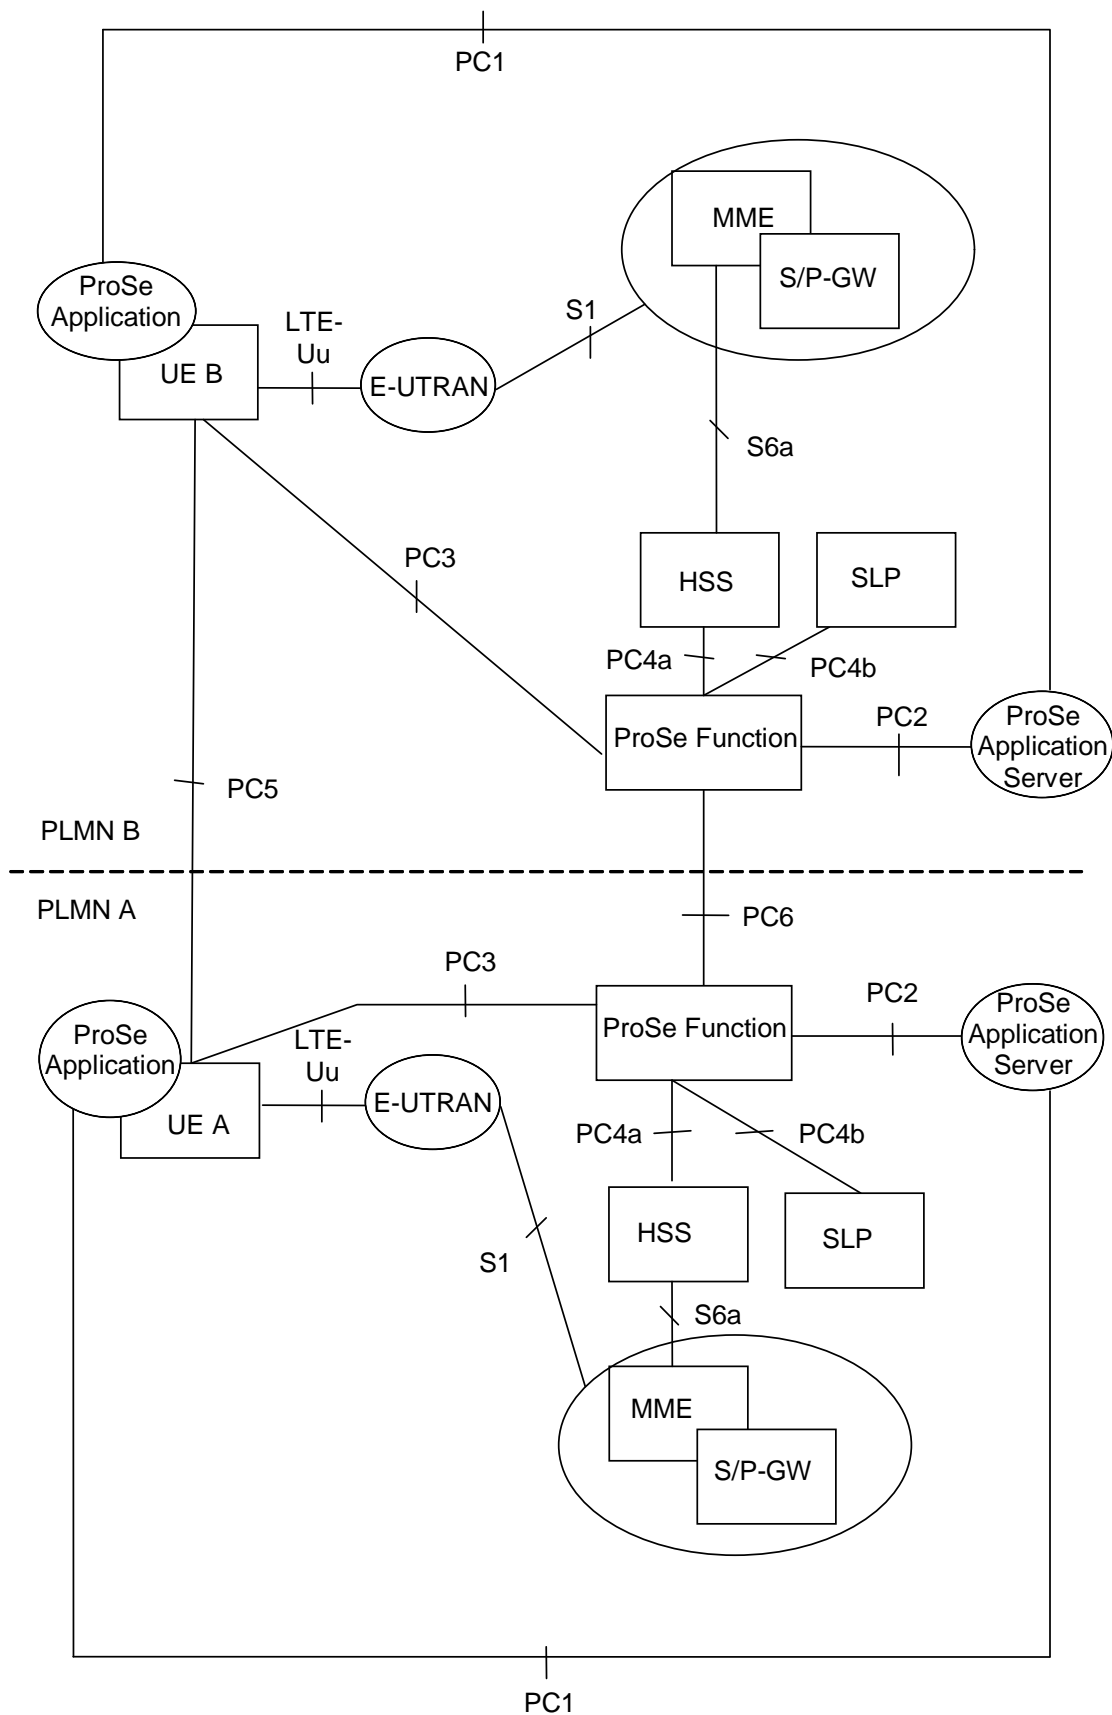 PC1
MME
S/P-GW
ProSe
Application
UE B
LTE-
Uu
E-UTRAN
S1
S6a
PC3
HSS
SLP
PC4a
PC4b
ProSe Function
PC2
ProSe
Application
Server
PC5
PLMN B
PLMN A
PC6
PC3
ProSe Function
PC2
ProSe
Application
Server
ProSe
Application
UE A
LTE-
Uu
E-UTRAN
PC4a
PC4b
S1
HSS
SLP
S6a
MME
S/P-GW
PC1